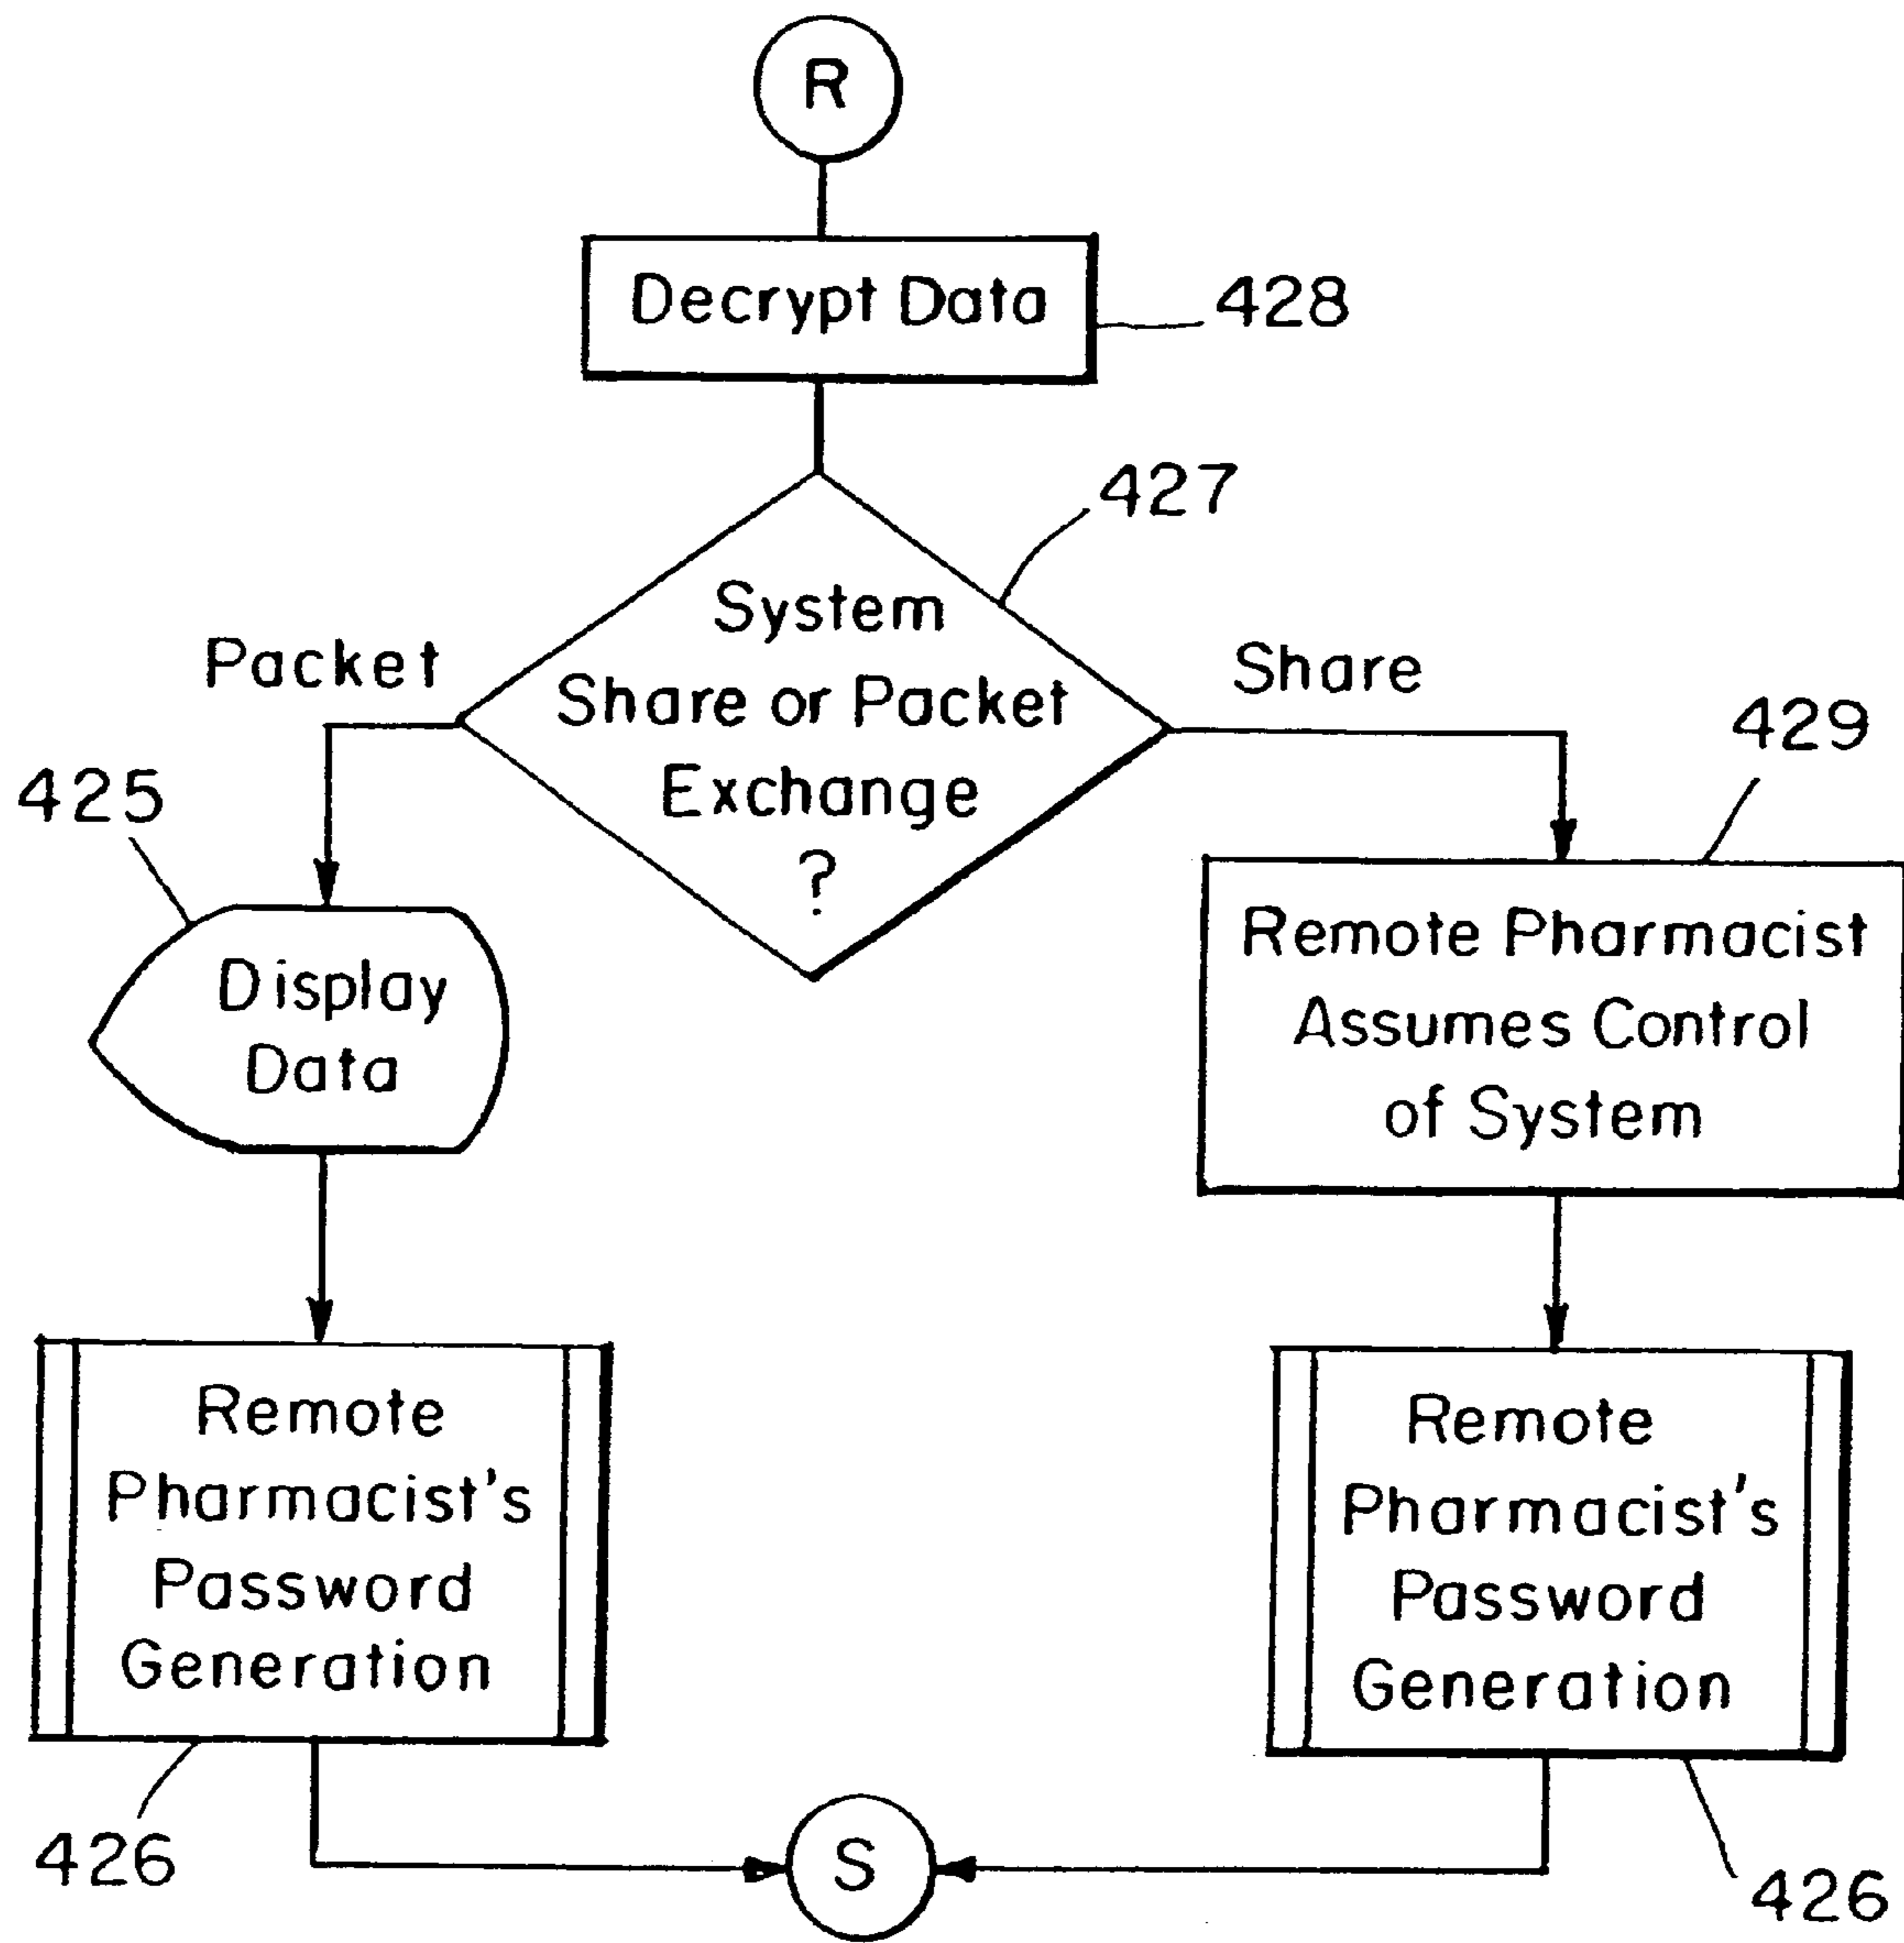 R
Decrypt Data
428
427
System
Share or Packet
Exchange
?
Packet
Share
425
429
Display
Data
Remote Pharmacist
Assumes Control
of System
Remote
Pharmacist's
Password
Generation
Remote
Pharmacist's
Password
Generation
426
S
426